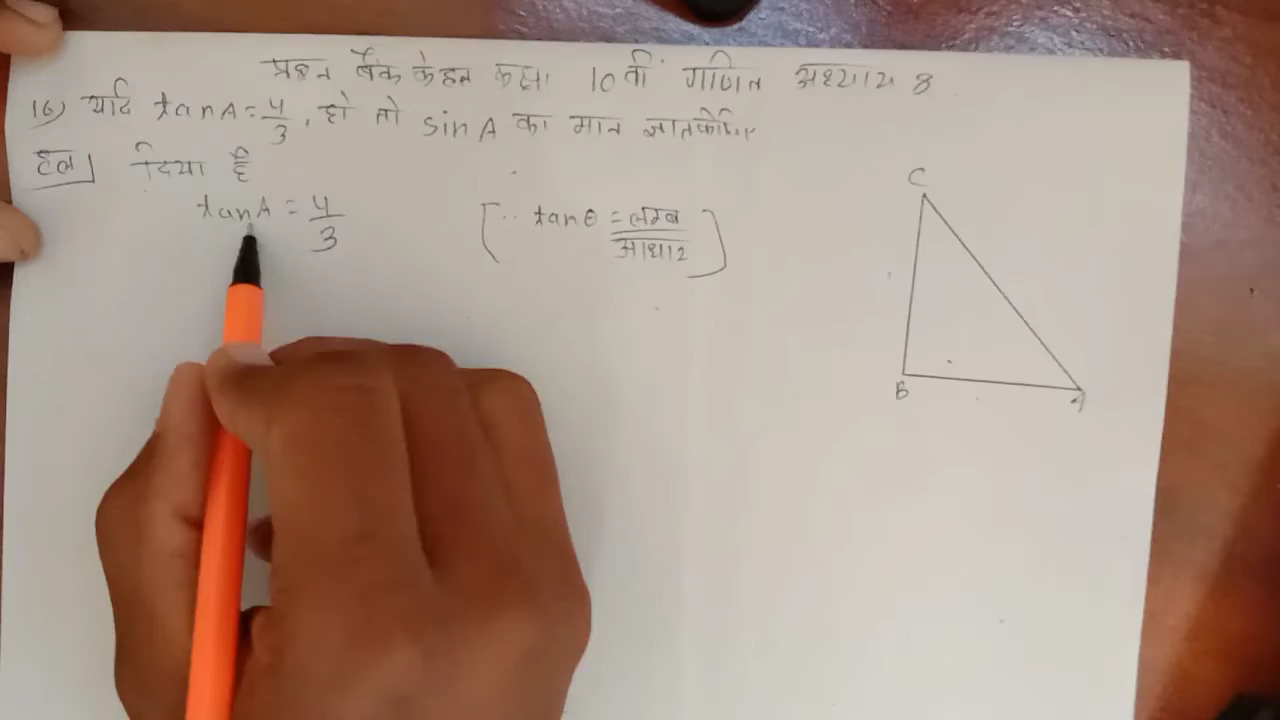 प्रश्न बैंक के हल कक्षा 10वीं गणित अध्याय 8
16) यदि tanA = 4/3, हो तो sin A का मान ज्ञात कीजिए
हल] दिया है
tanA = 4/3 [∵ tanθ = लम्ब/आधार]
C
B A